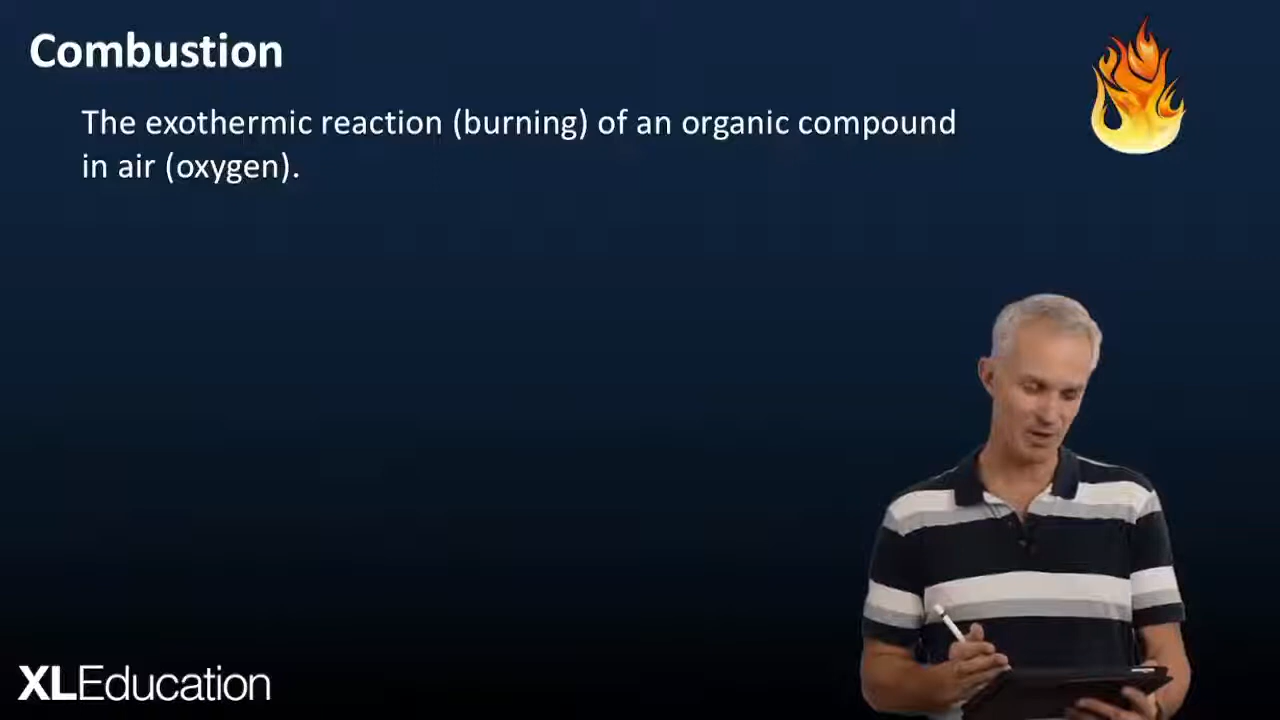 Combustion
The exothermic reaction (burning) of an organic compound
in air (oxygen).
XLEducation